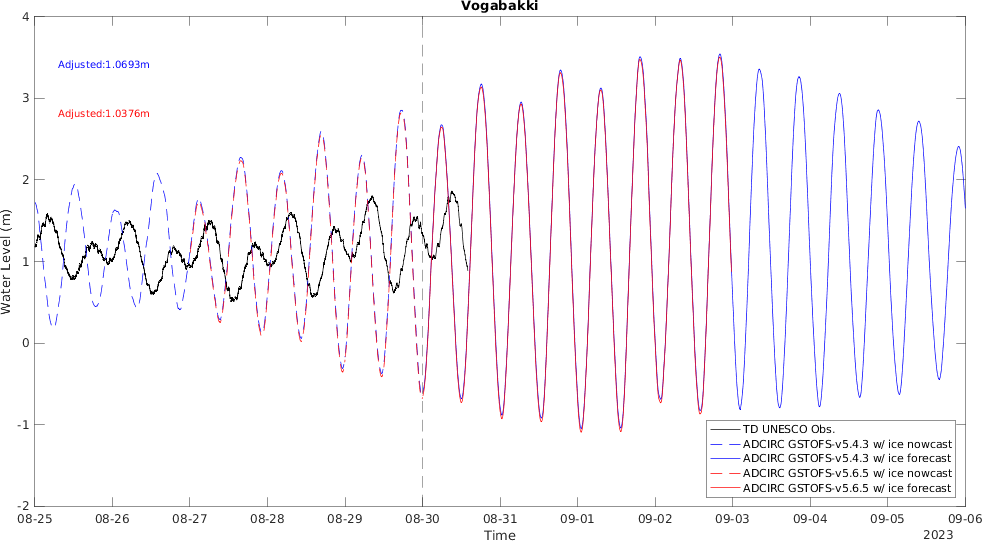 Vogabakki
4
Adjusted:1.0693m
3
Adjusted:1.0376m
2
1
0
-1
-2
Water Level (m)
TD UNESCO Obs.
ADCIRC GSTOFS-v5.4.3 w/ ice nowcast
ADCIRC GSTOFS-v5.4.3 w/ ice forecast
ADCIRC GSTOFS-v5.6.5 w/ ice nowcast
ADCIRC GSTOFS-v5.6.5 w/ ice forecast
08-25 08-26 08-27 08-28 08-29 08-30 08-31 09-01 09-02 09-03 09-04 09-05 09-06
Time
2023